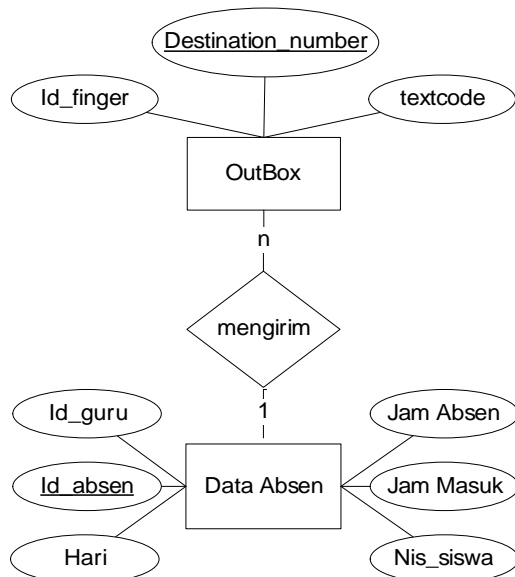 Destination_number
Id_finger
textcode
OutBox
n
mengirim
1
Id_guru
Jam Absen
Id_absen
Data Absen
Jam Masuk
Hari
Nis_siswa